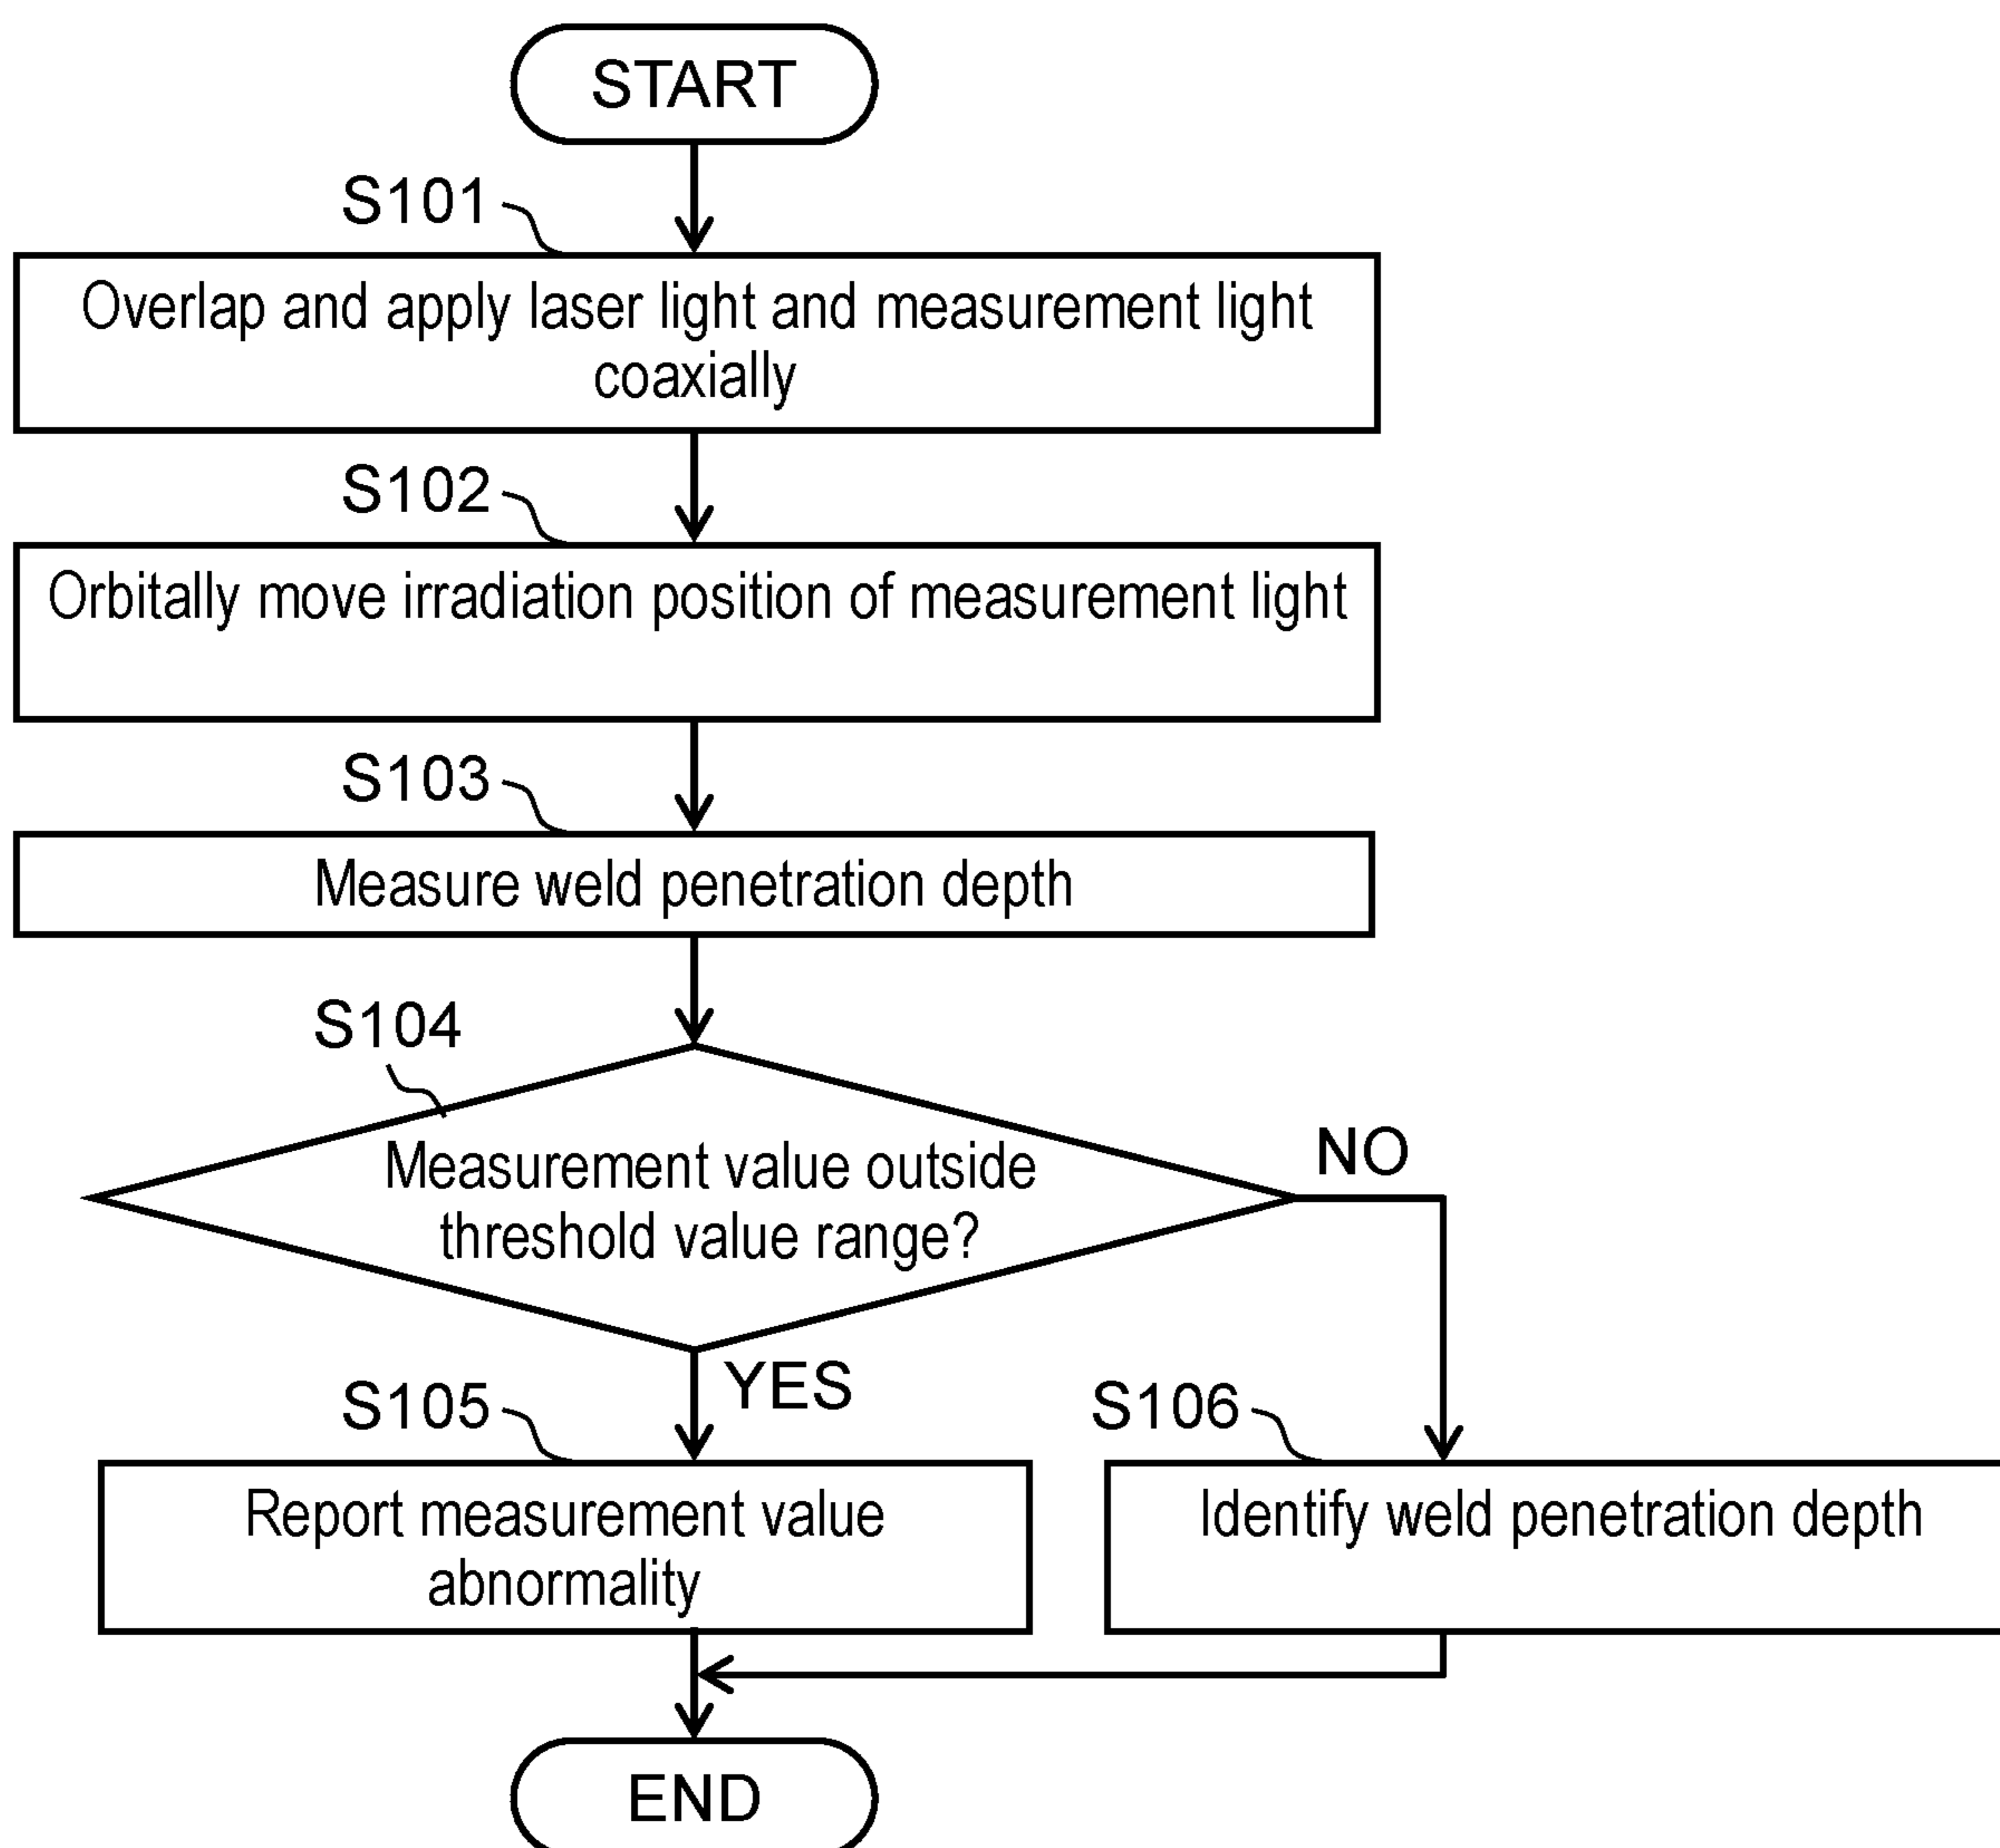 START
S101
Overlap and apply laser light and measurement light
coaxially
S102
Orbitally move irradiation position of measurement light
S103
Measure weld penetration depth
S104
Measurement value outside
threshold value range?
NO
YES
S105
Report measurement value
abnormality
S106
Identify weld penetration depth
END